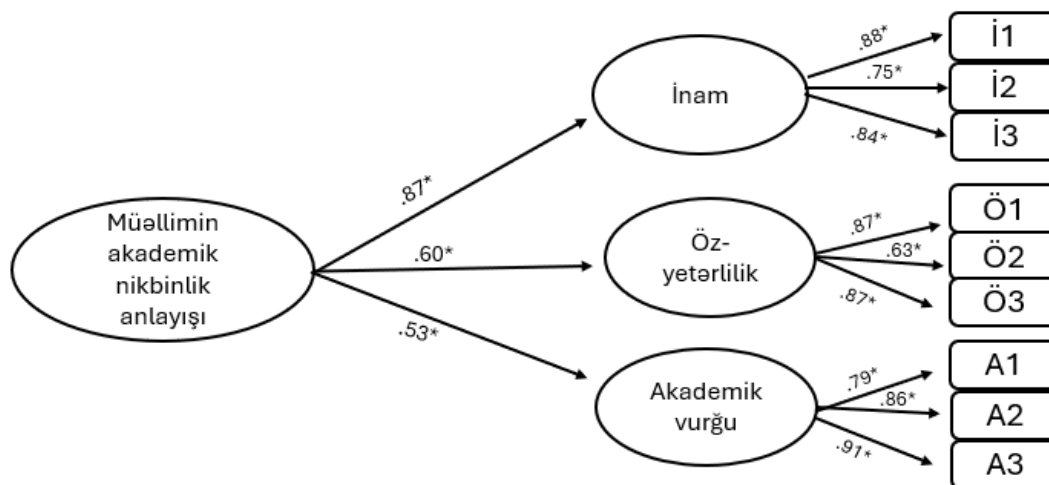 Müəllimin
akademik
nikbinlik
anlayışı
.87*
.60*
.53*
İnam
.88*
.75*
.84*
İ1
İ2
İ3
Öz-
yetərlilik
.87*
.63*
.87*
Ö1
Ö2
Ö3
Akademik
vurğu
.79*
.86*
.91*
A1
A2
A3